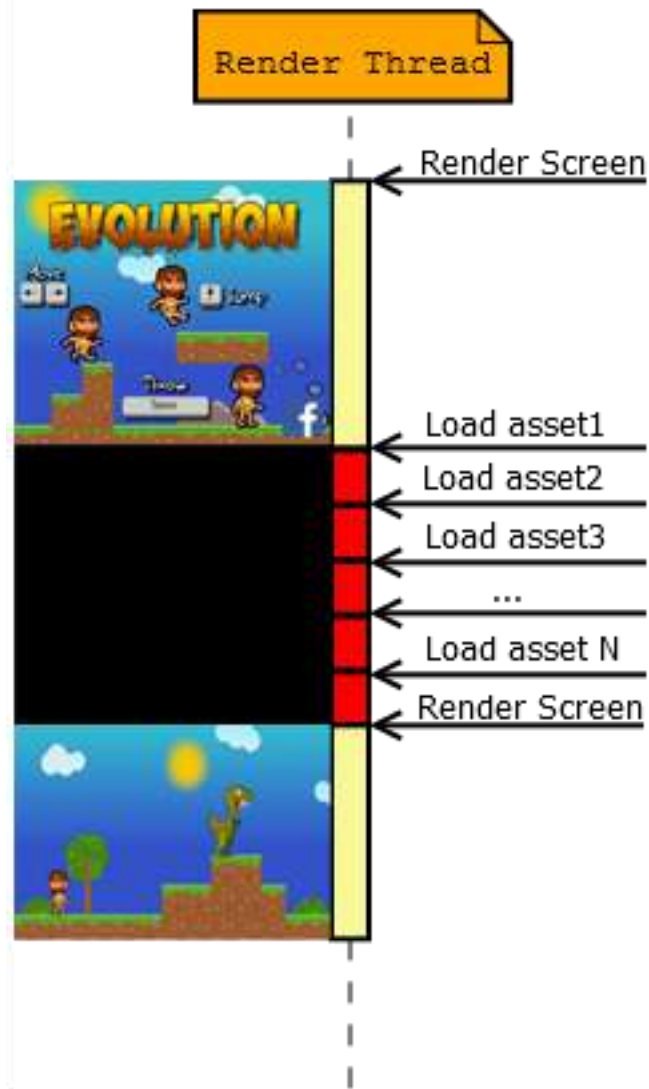 Render Thread
Render Screen
EVOLUTION
Move
Jump
Throw
f
Load asset1
Load asset2
Load asset3
...
Load asset N
Render Screen